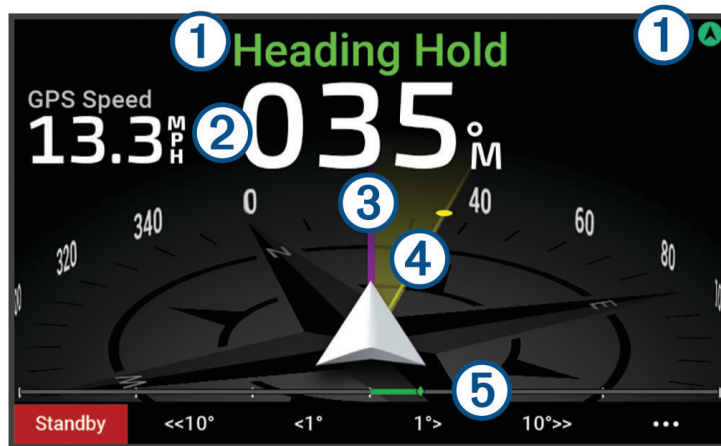 1 Heading Hold 1
GPS Speed
13.3 MPH 2 035°M
3
320 340 0 40 60 80
4
N E W
5
Standby <<10° <1° 1°> 10°>> •••